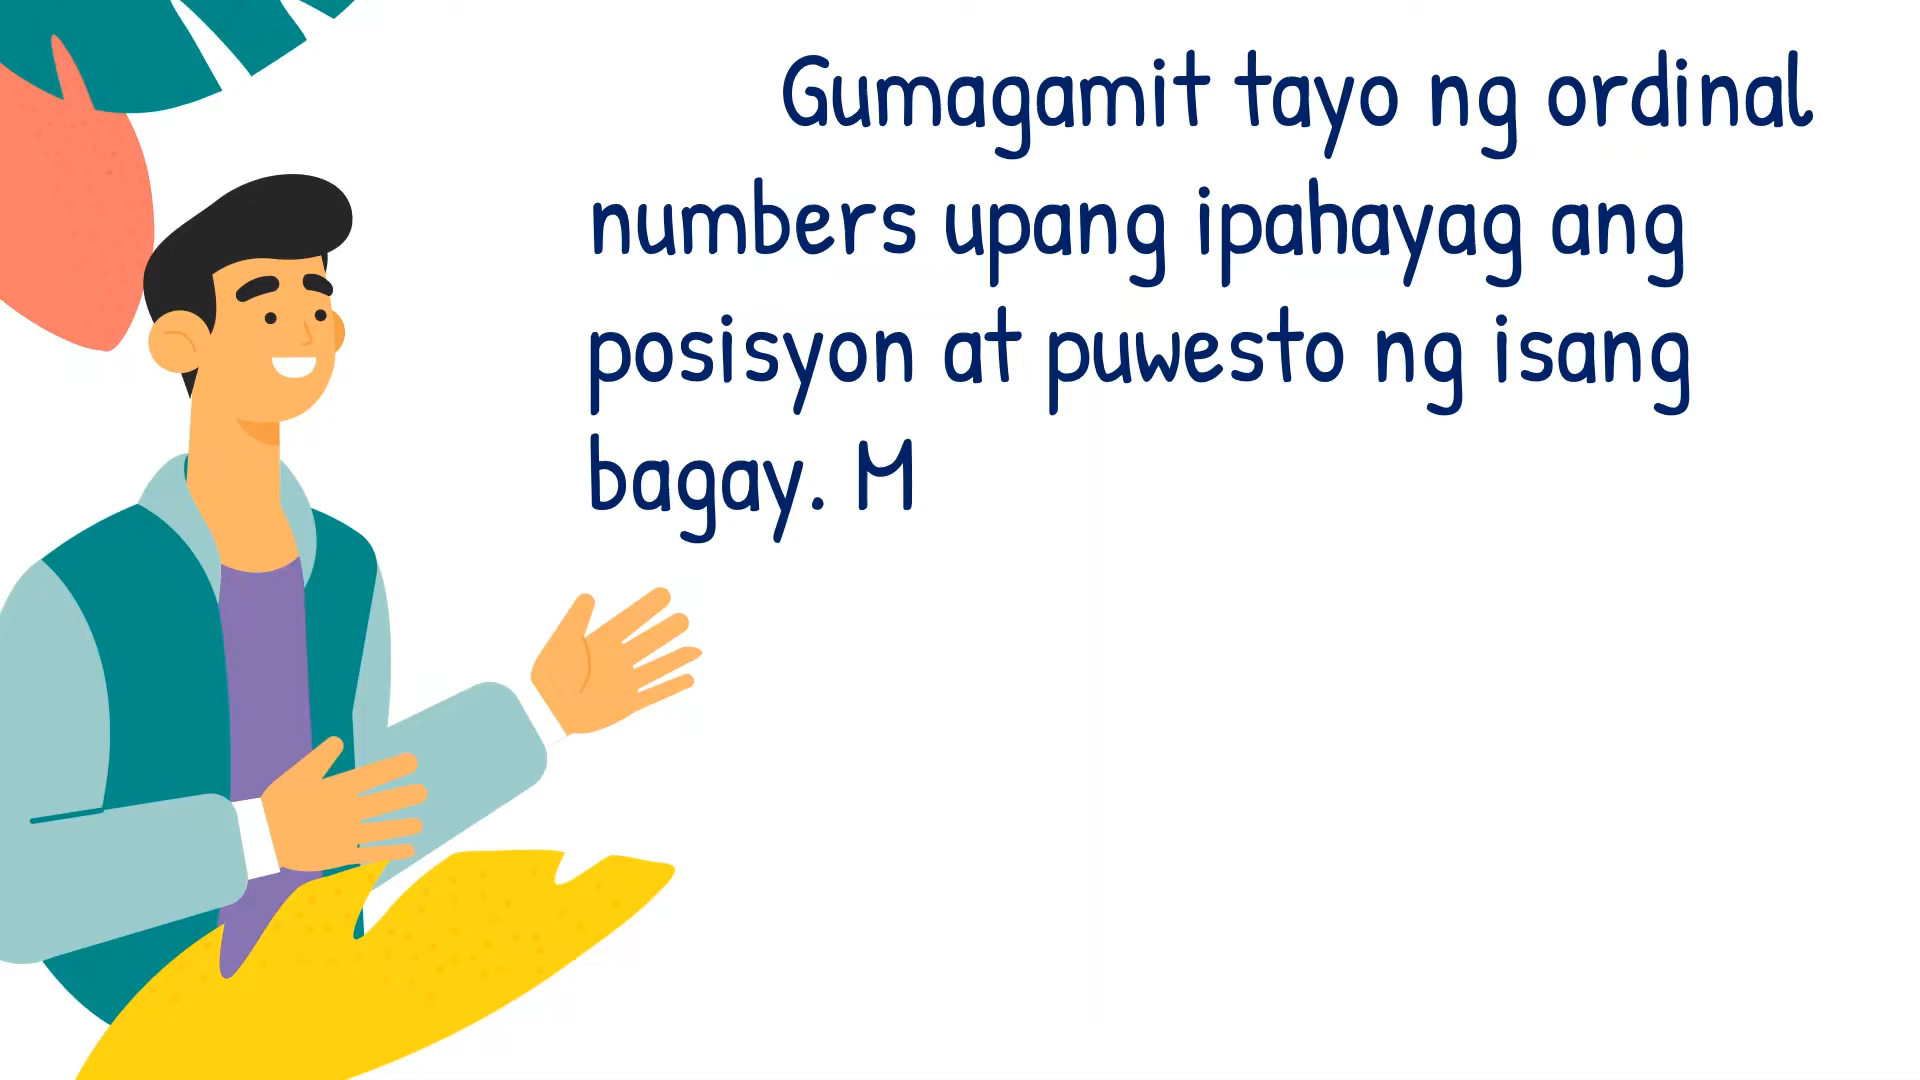 Gumagamit tayo ng ordinal
numbers upang ipahayag ang
posisyon at puwesto ng isang
bagay. M